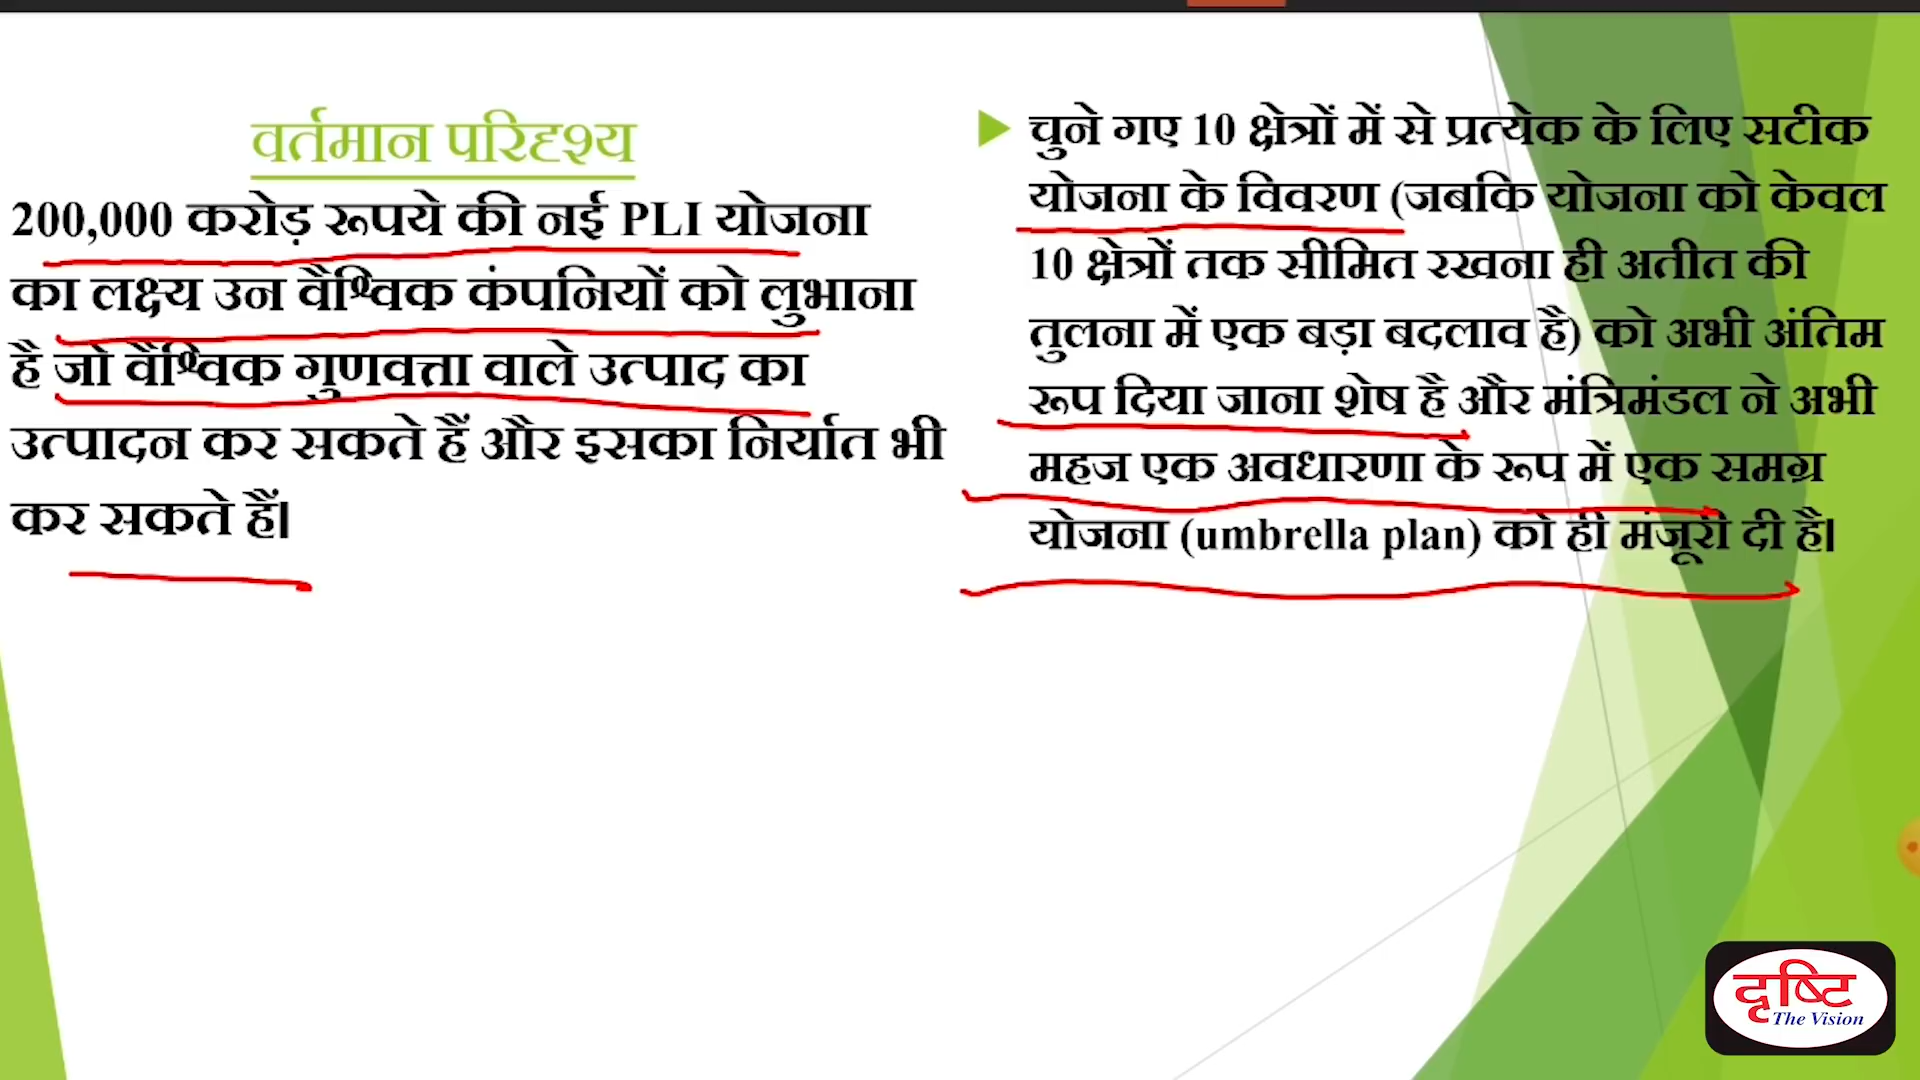 वर्तमान परिदृश्य
200,000 करोड़ रूपये की नई PLI योजना
का लक्ष्य उन वैश्विक कंपनियों को लुभाना
है जो वैश्विक गुणवत्ता वाले उत्पाद का
उत्पादन कर सकते हैं और इसका निर्यात भी
कर सकते हैं।
चुने गए 10 क्षेत्रों में से प्रत्येक के लिए सटीक
योजना के विवरण (जबकि योजना को केवल
10 क्षेत्रों तक सीमित रखना ही अतीत की
तुलना में एक बड़ा बदलाव है) को अभी अंतिम
रूप दिया जाना शेष है और मंत्रिमंडल ने अभी
महज एक अवधारणा के रूप में एक समग्र
योजना (umbrella plan) को ही मंजूरी दी है।
दृष्टि
The Vision